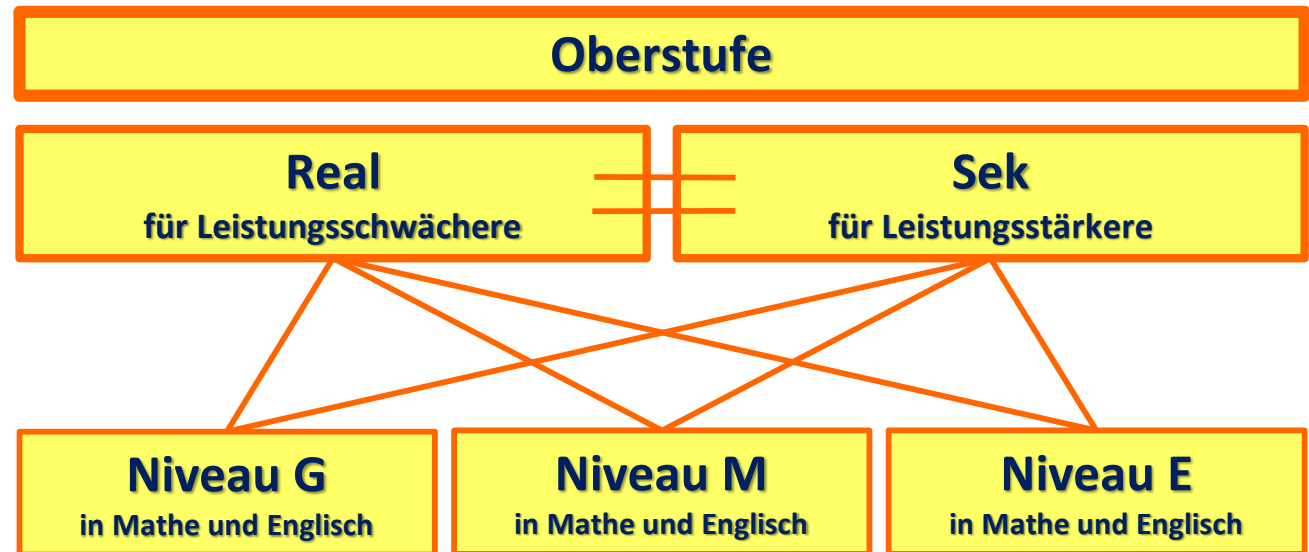 Oberstufe
Real
für Leistungsschwächere
Sek
für Leistungsstärkere
Niveau G
in Mathe und Englisch
Niveau M
in Mathe und Englisch
Niveau E
in Mathe und Englisch